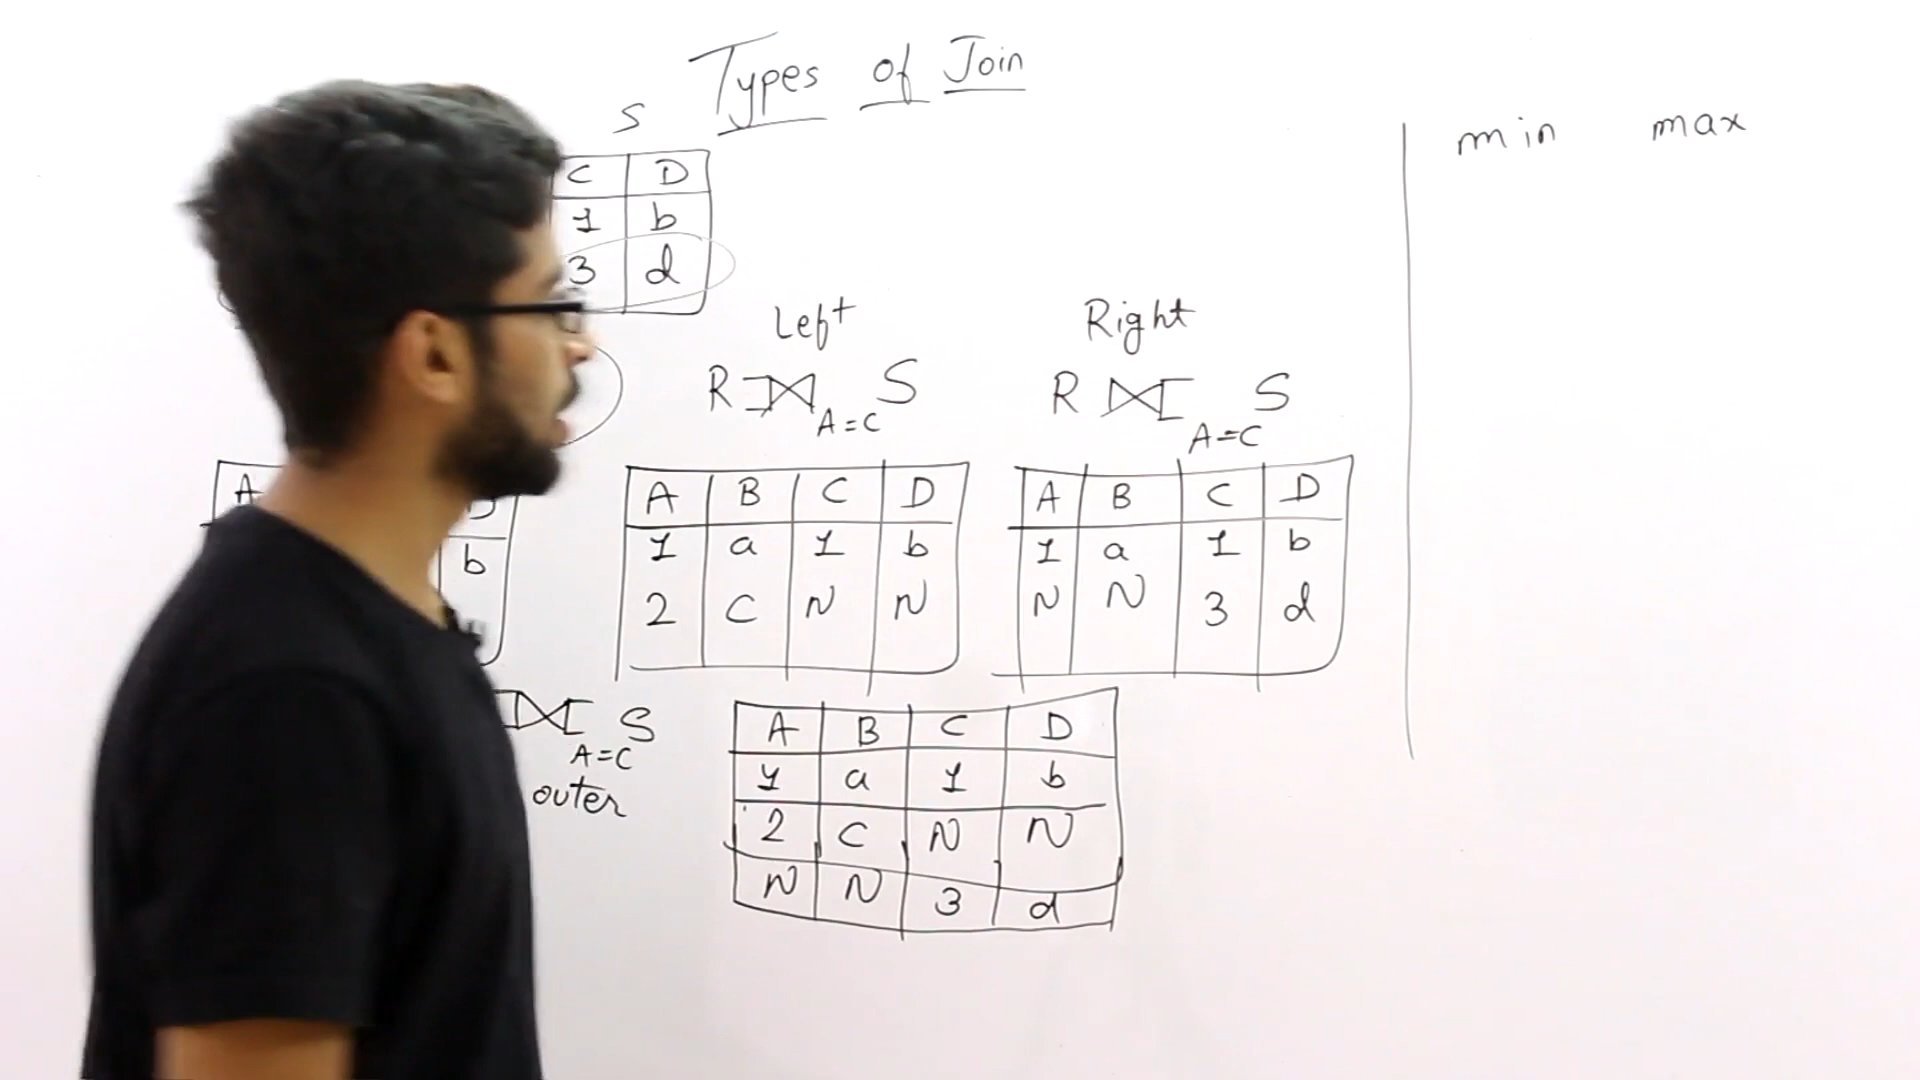 Types of Join
S
min max
C D
1 b
3 d
Left
Right
R ⟕ A=C S
R ⟖ A=C S
A
D
b
A B C D
1 a 1 b
2 C N N
A B C D
1 a 1 b
N N 3 d
⟗ A=C S
outer
A B C D
1 a 1 b
2 C N N
N N 3 d